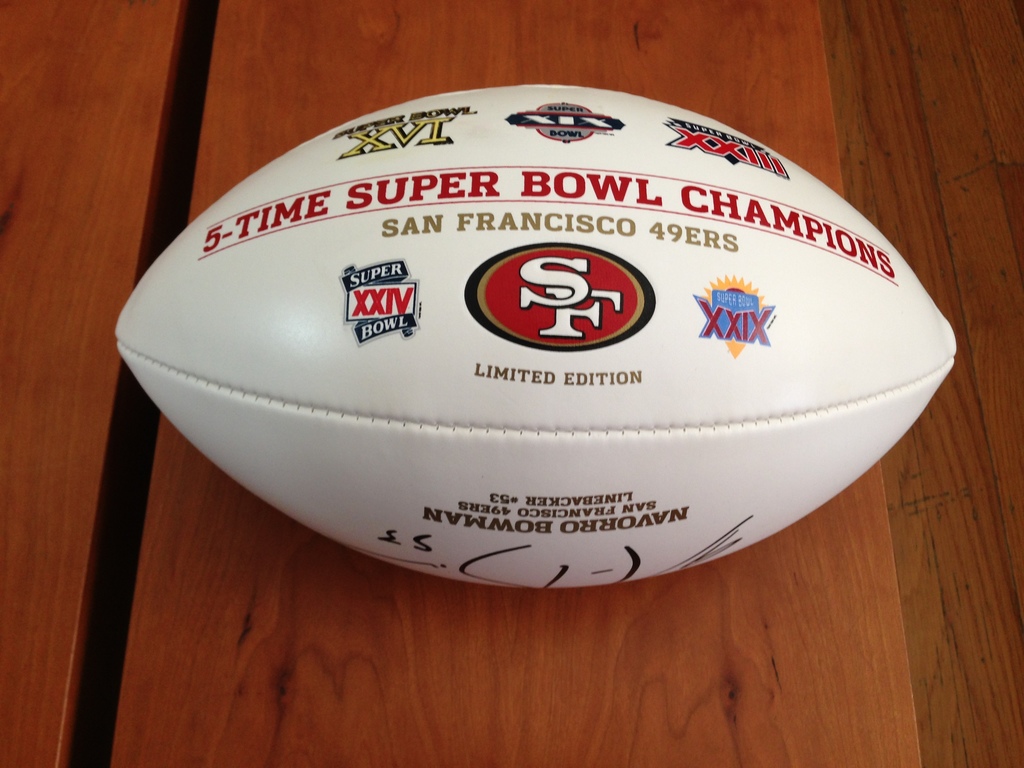 SUPER BOWL
XVI
SUPER
XIX
BOWL
SUPER BOWL
XXIII
5-TIME SUPER BOWL CHAMPIONS
SAN FRANCISCO 49ERS
SUPER
XXIV
BOWL
SF
SUPER BOWL
XXIX
LIMITED EDITION
NAVORRO BOWMAN
SAN FRANCISCO 49ERS
LINEBACKER #53
53